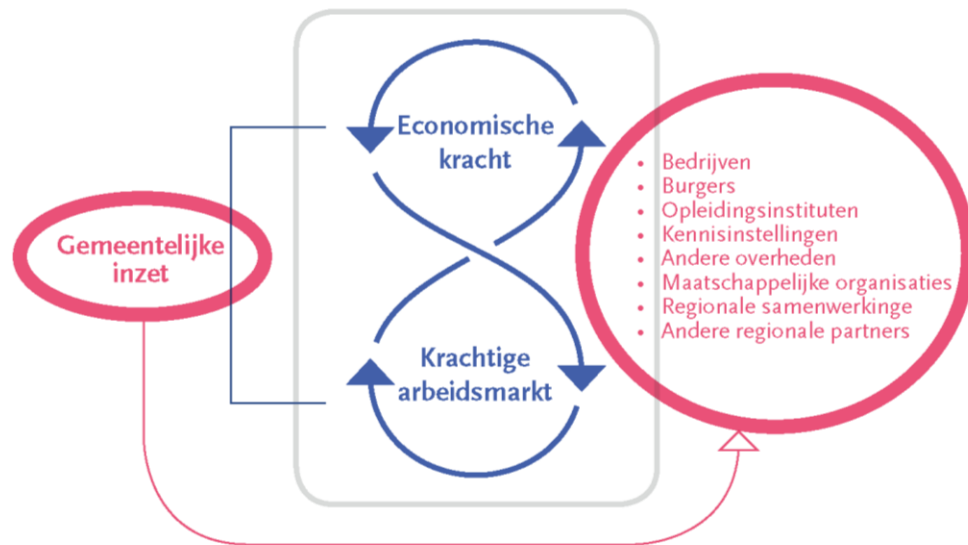 Economische
kracht
Gemeentelijke
inzet
Krachtige
arbeidsmarkt
• Bedrijven
• Burgers
• Opleidingsinstituten
• Kennisinstellingen
• Andere overheden
• Maatschappelijke organisaties
• Regionale samenwerkinge
• Andere regionale partners